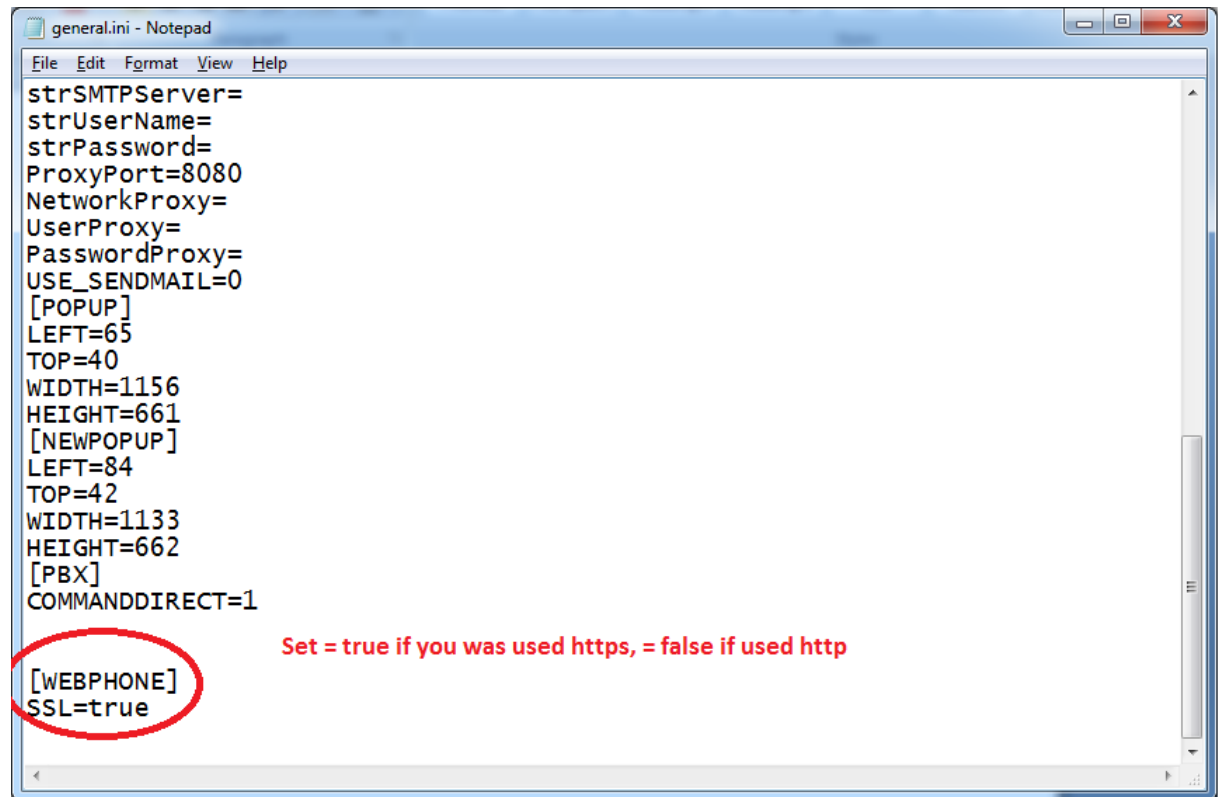 general.ini - Notepad
File Edit Format View Help
strSMTPServer=
strUserName=
strPassword=
ProxyPort=8080
NetworkProxy=
UserProxy=
PasswordProxy=
USE_SENDMAIL=0
[POPUP]
LEFT=65
TOP=40
WIDTH=1156
HEIGHT=661
[NEWPOPUP]
LEFT=84
TOP=42
WIDTH=1133
HEIGHT=662
[PBX]
COMMANDDIRECT=1
Set = true if you was used https, = false if used http
[WEBPHONE]
SSL=true